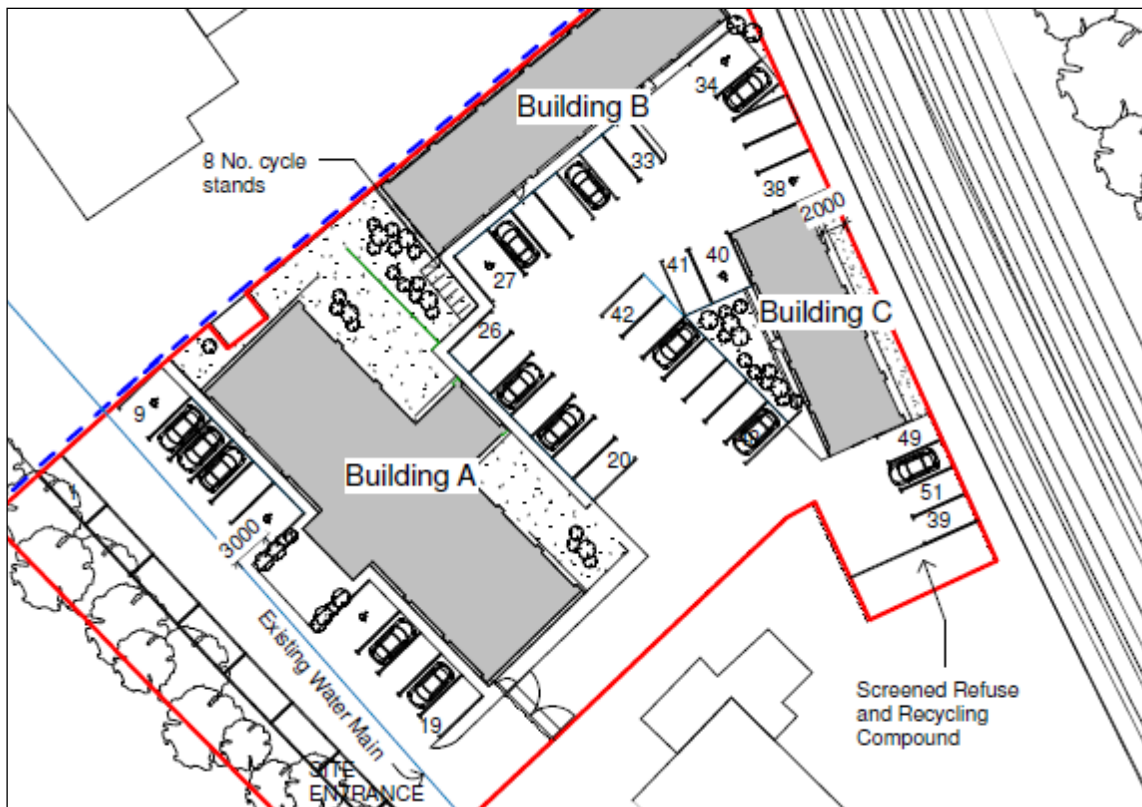 Building B
34
8 No. cycle
stands
33
38
2000
27
41
40
42
Building C
26
9
49
20
Building A
51
39
3000
Existing Water Main
19
Screened Refuse
and Recycling
Compound
SITE
ENTRANCE